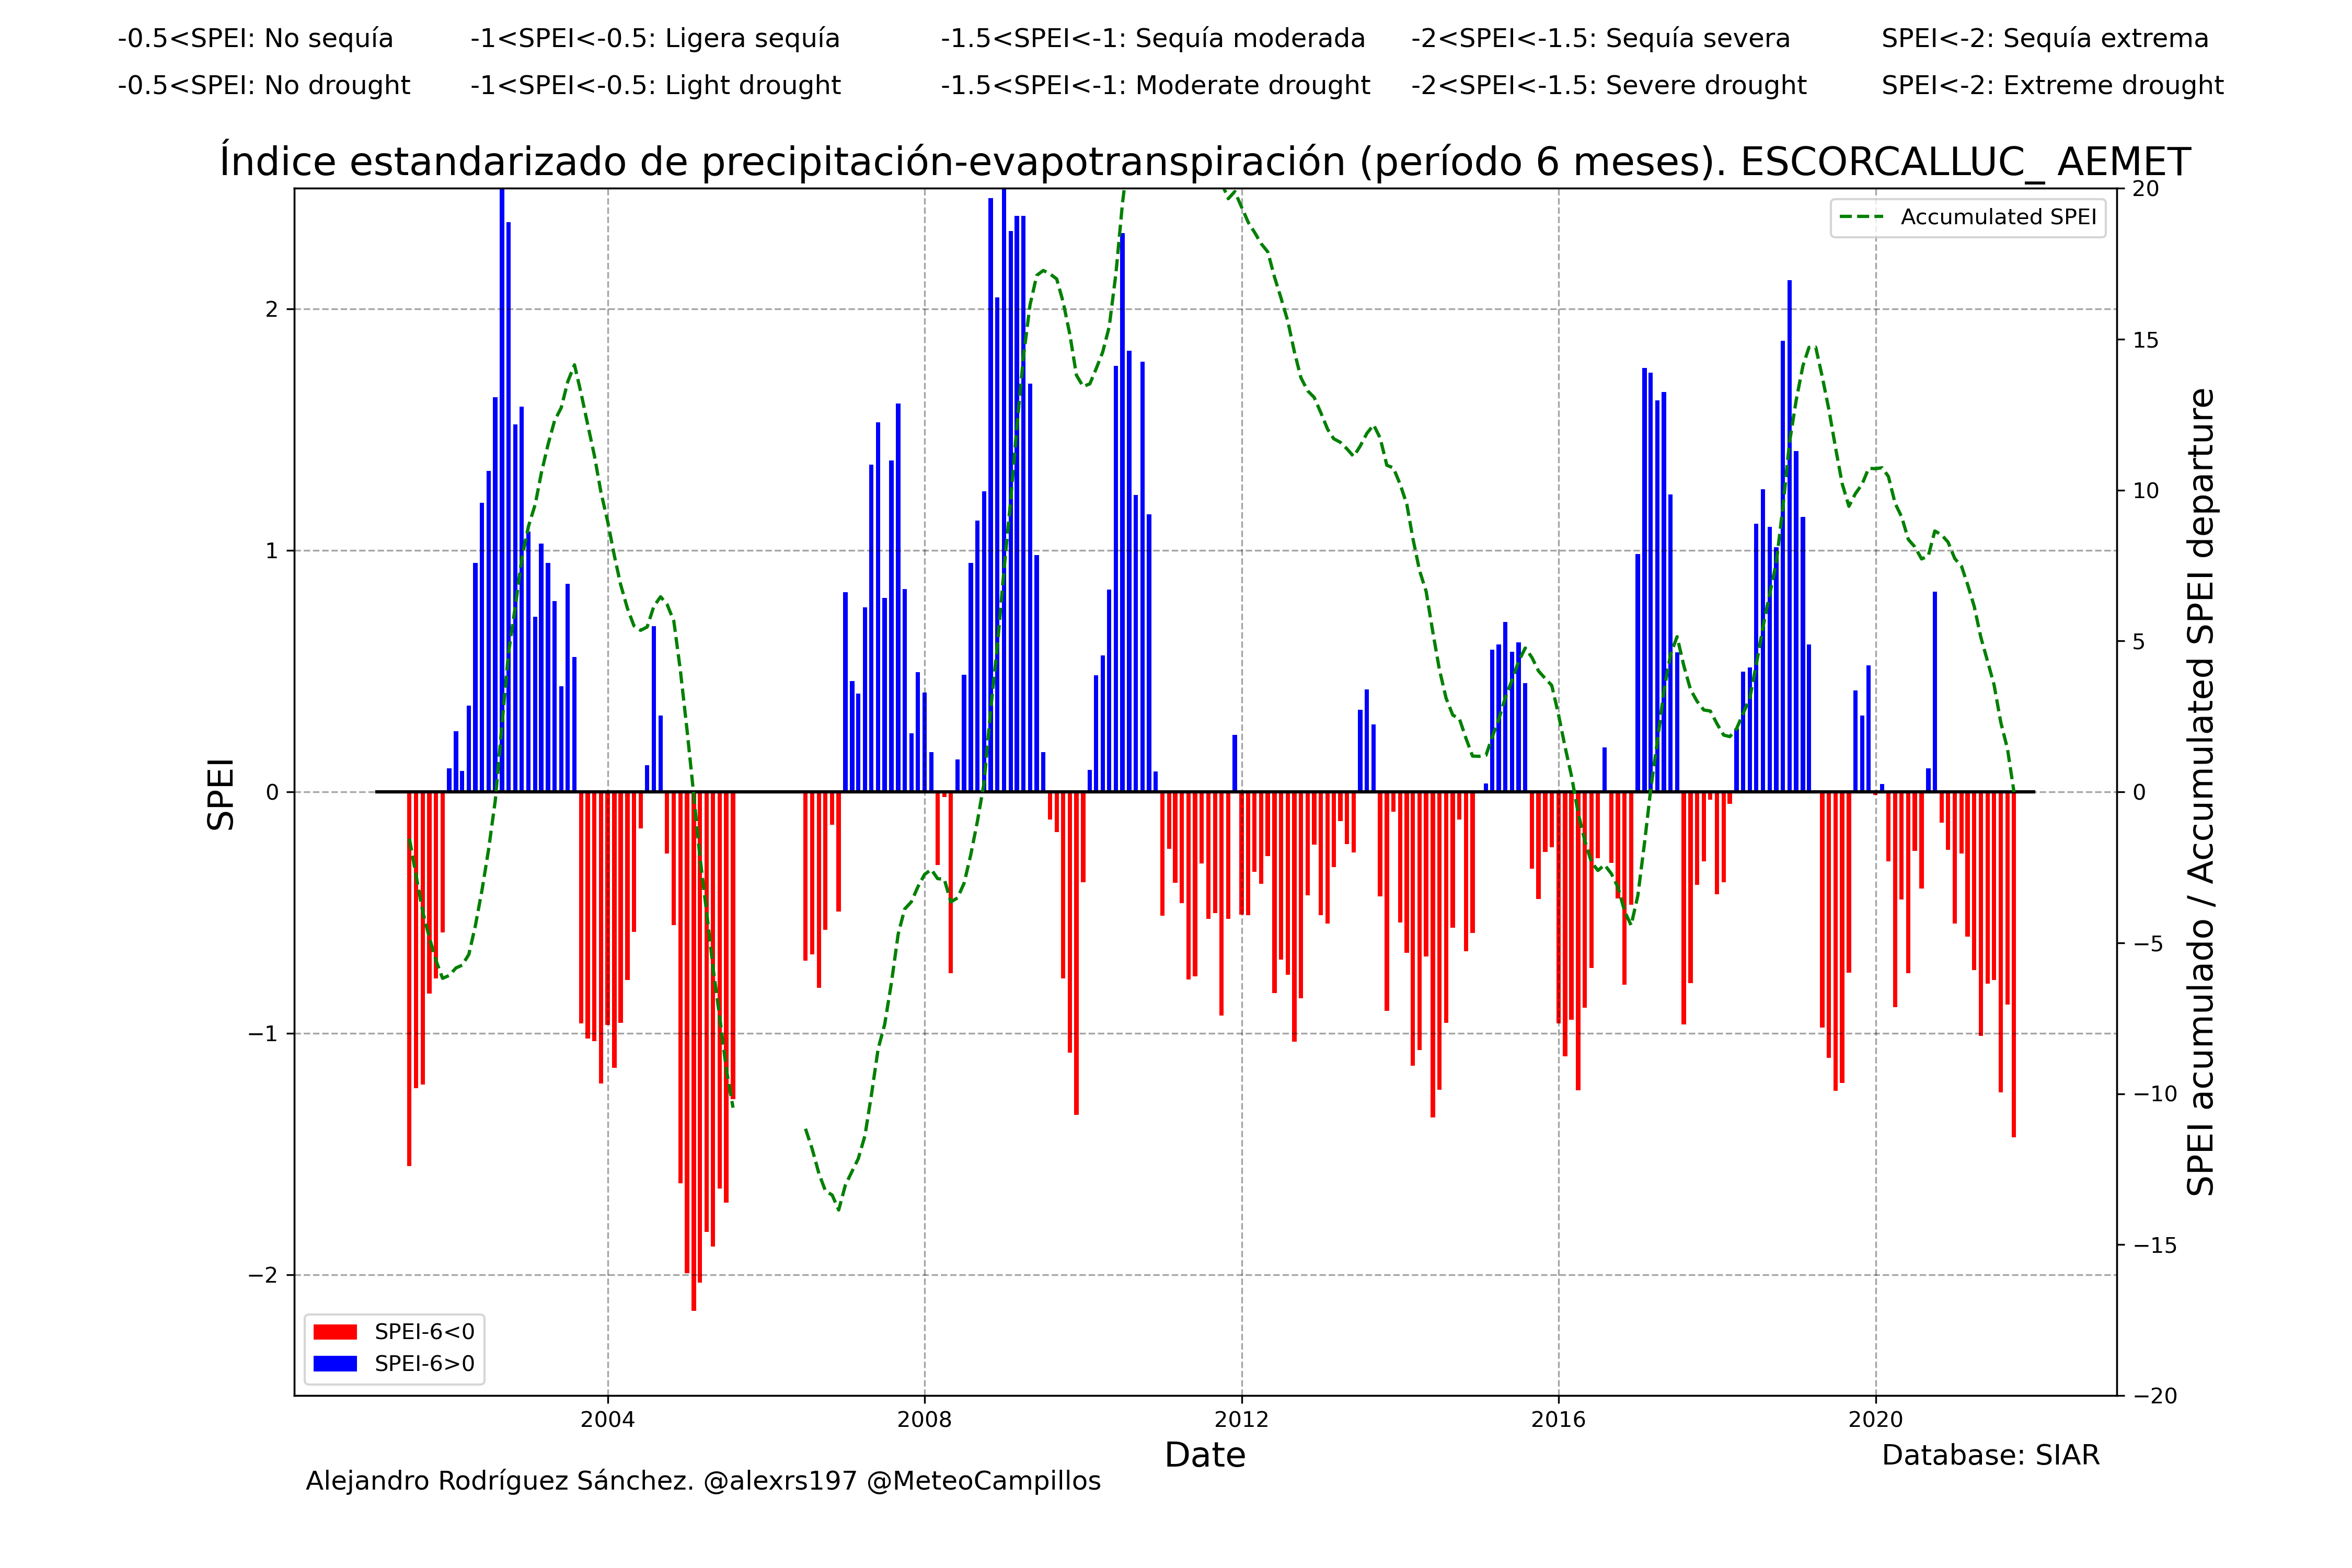 -0.5<SPEI: No sequía -1<SPEI<-0.5: Ligera sequía -1.5<SPEI<-1: Sequía moderada -2<SPEI<-1.5: Sequía severa SPEI<-2: Sequía extrema
-0.5<SPEI: No drought -1<SPEI<-0.5: Light drought -1.5<SPEI<-1: Moderate drought -2<SPEI<-1.5: Severe drought SPEI<-2: Extreme drought
Índice estandarizado de precipitación-evapotranspiración (período 6 meses). ESCORCALLUC_ AEMET
Accumulated SPEI
SPEI
2
1
0
−1
−2
20
15
10
5
0
−5
−10
−15
−20
SPEI acumulado / Accumulated SPEI departure
SPEI-6<0
SPEI-6>0
2004 2008 2012 2016 2020
Date
Database: SIAR
Alejandro Rodríguez Sánchez. @alexrs197 @MeteoCampillos